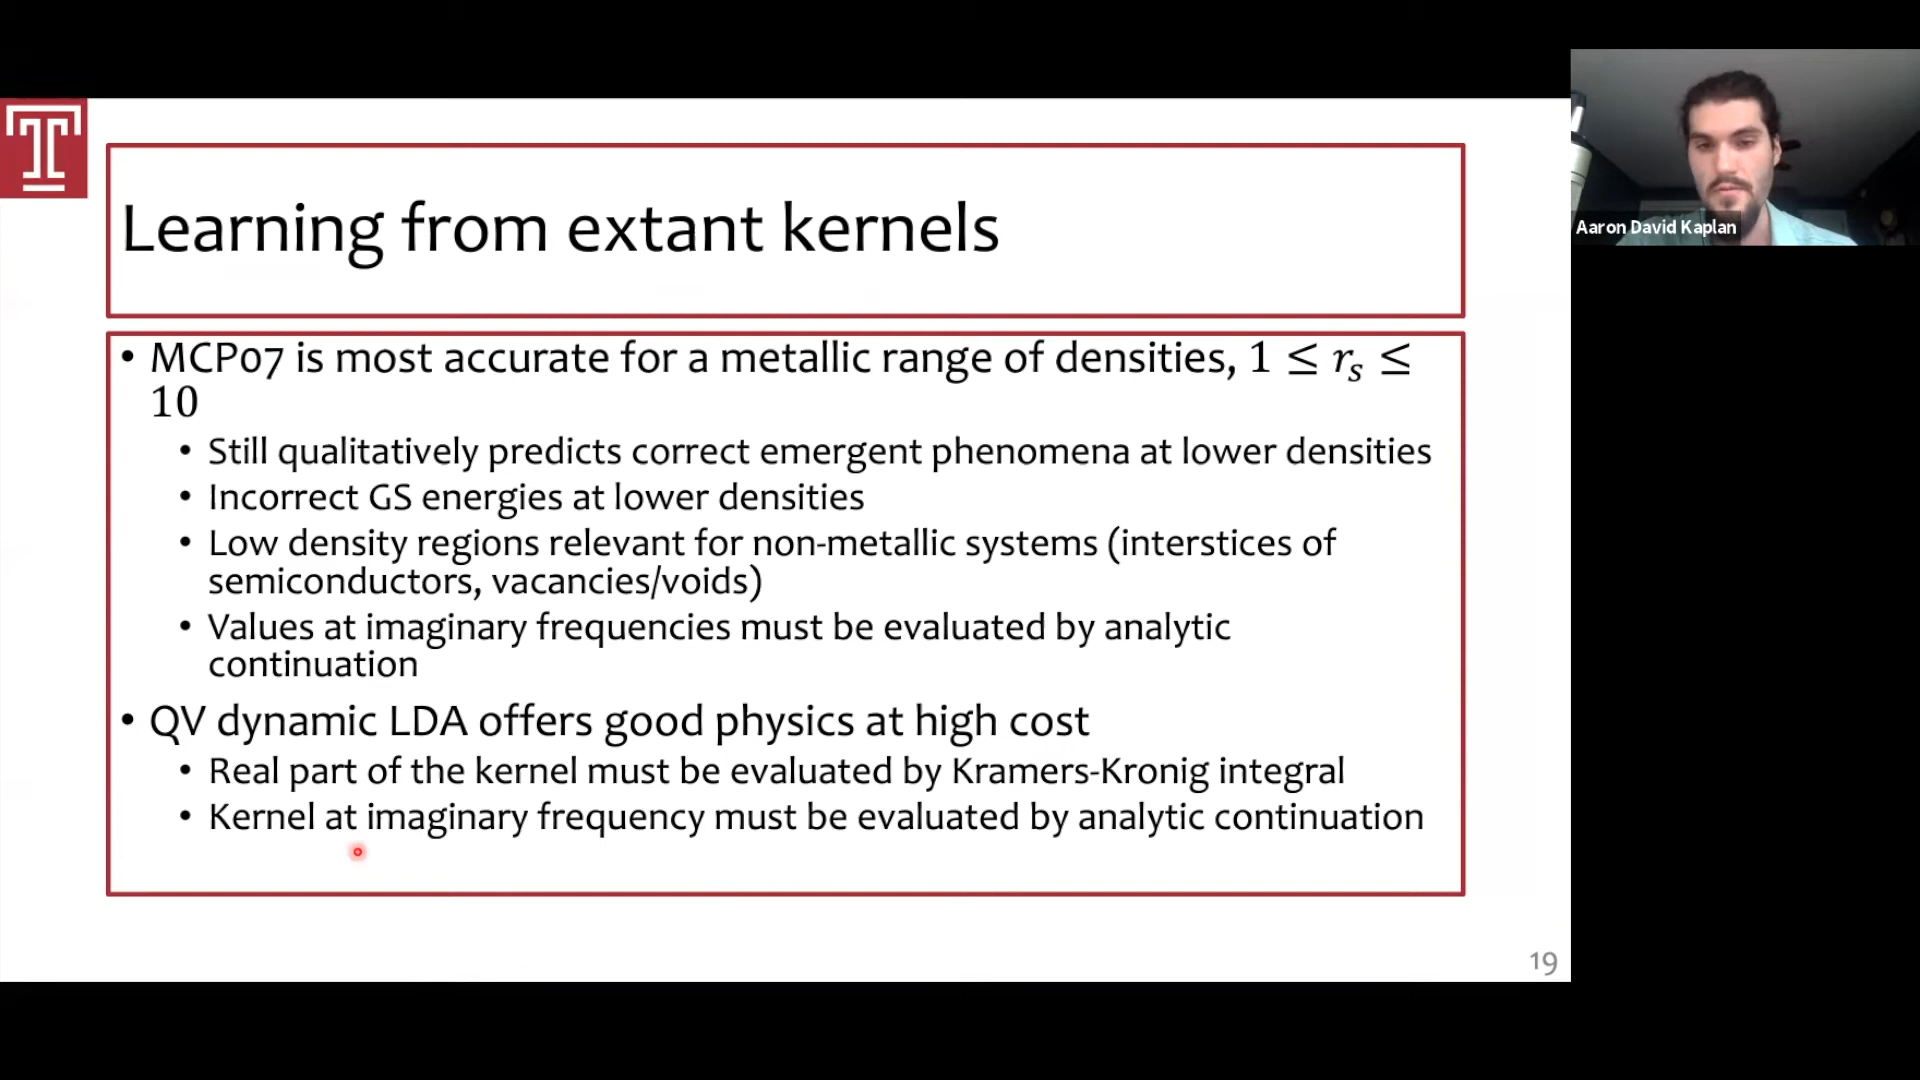 Learning from extant kernels
Aaron David Kaplan
• MCP07 is most accurate for a metallic range of densities, 1 ≤ rₛ ≤
10
• Still qualitatively predicts correct emergent phenomena at lower densities
• Incorrect GS energies at lower densities
• Low density regions relevant for non-metallic systems (interstices of
semiconductors, vacancies/voids)
• Values at imaginary frequencies must be evaluated by analytic
continuation
• QV dynamic LDA offers good physics at high cost
• Real part of the kernel must be evaluated by Kramers-Kronig integral
• Kernel at imaginary frequency must be evaluated by analytic continuation
19